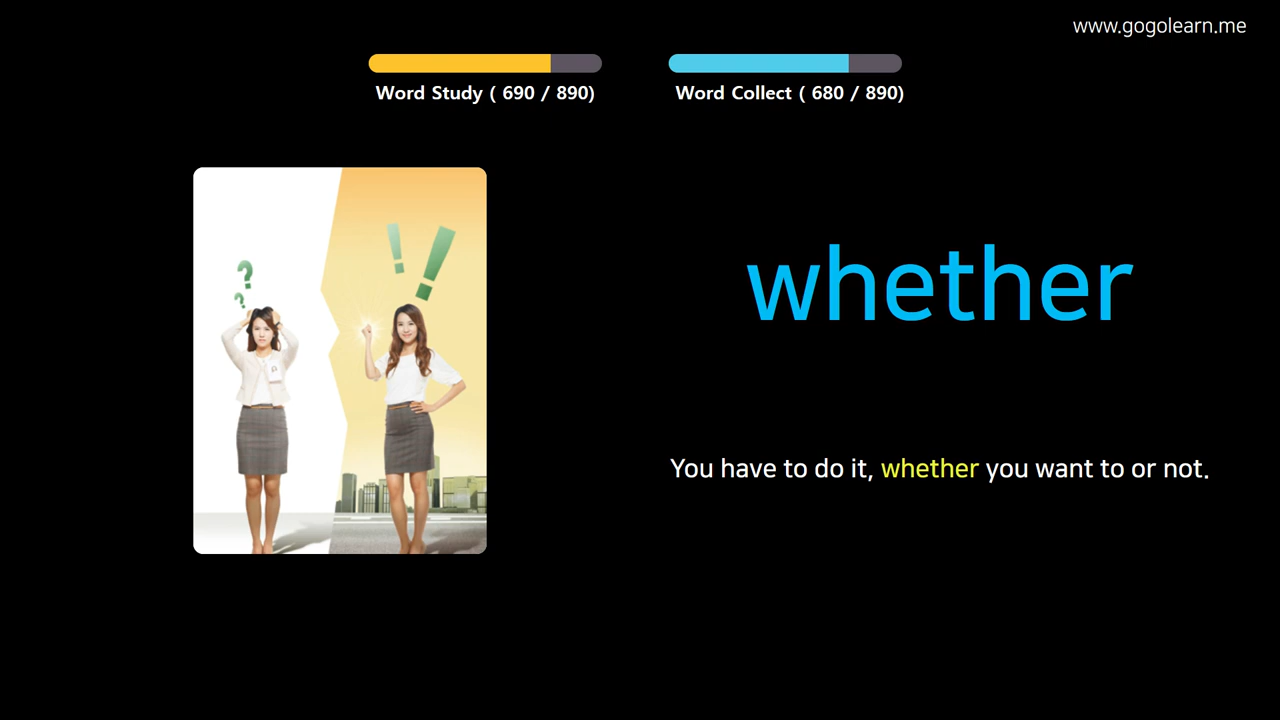 www.gogolearn.me
Word Study ( 690 / 890)
Word Collect ( 680 / 890)
? ?
! !
whether
You have to do it, whether you want to or not.